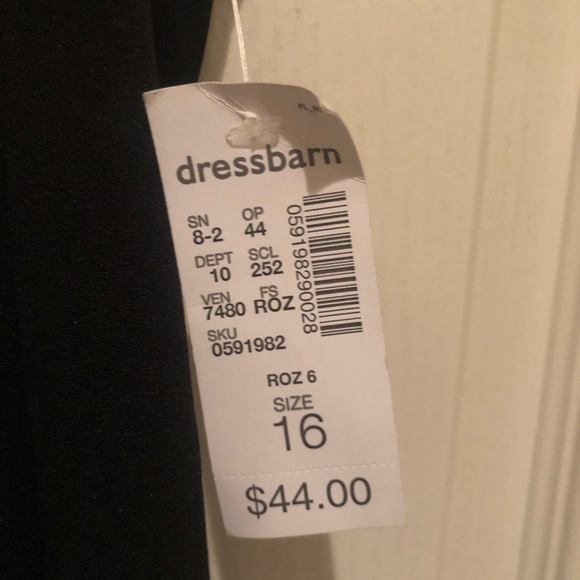 dressbarn
SN OP
8-2 44
DEPT SCL
10 252
VEN FS
7480 ROZ
SKU
0591982
059198290028
ROZ 6
SIZE
16
$44.00